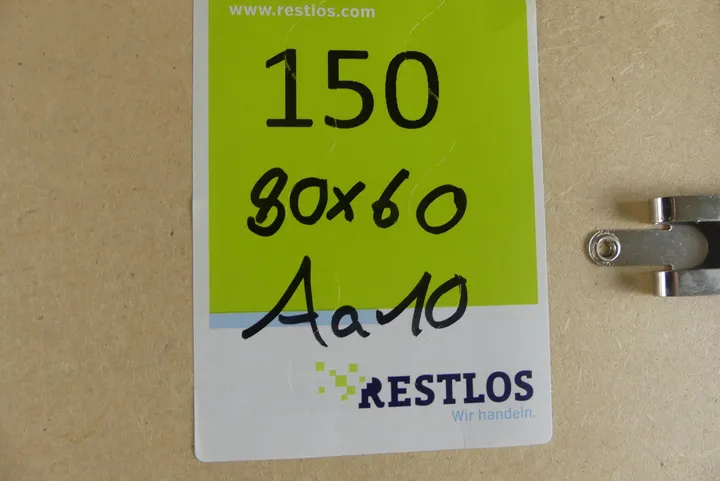 www.restlos.com
150
80x60
Aa10
RESTLOS
Wir handeln.